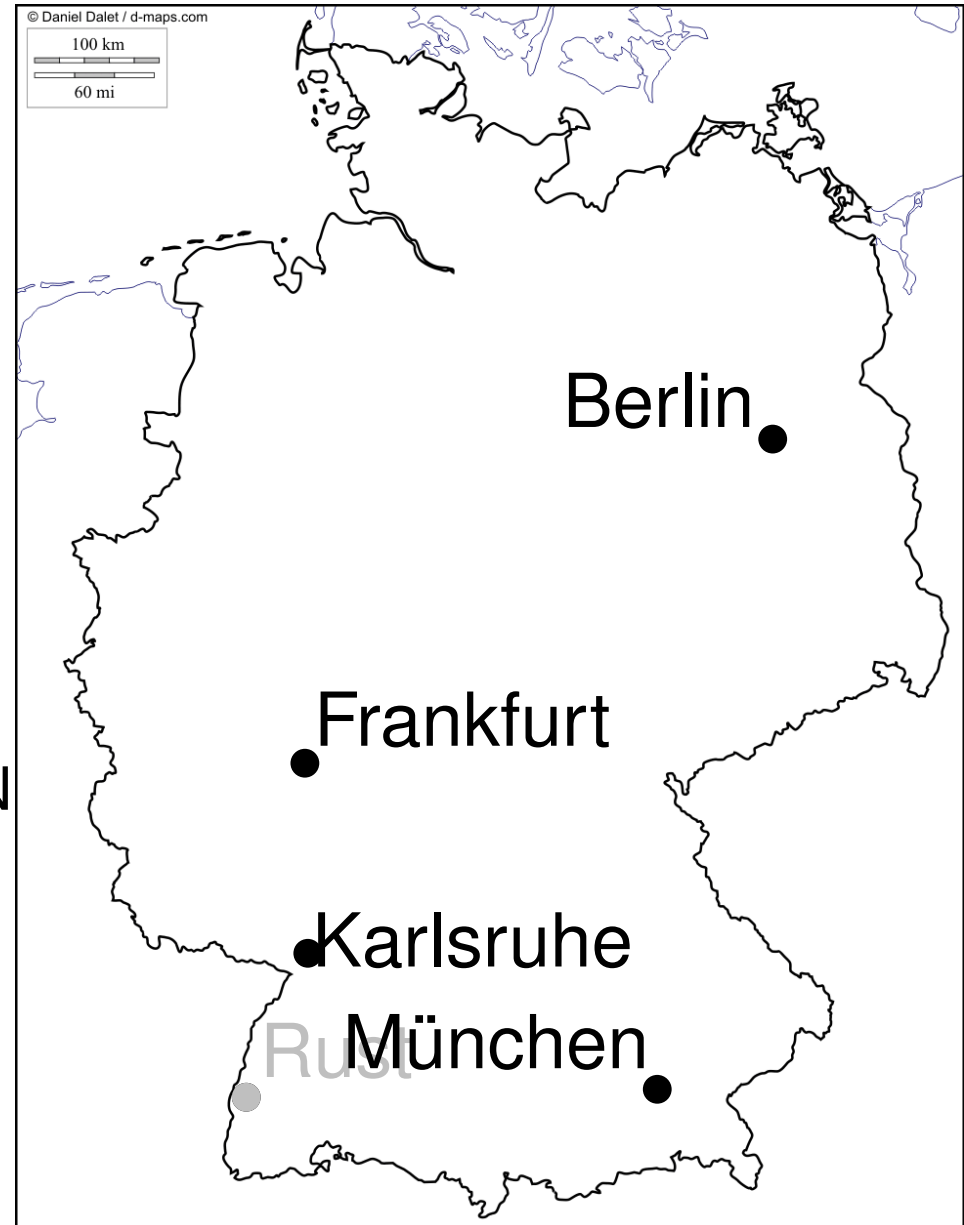 © Daniel Dalet / d-maps.com
100 km
60 mi
Berlin
Frankfurt
N
Karlsruhe
Rust
München